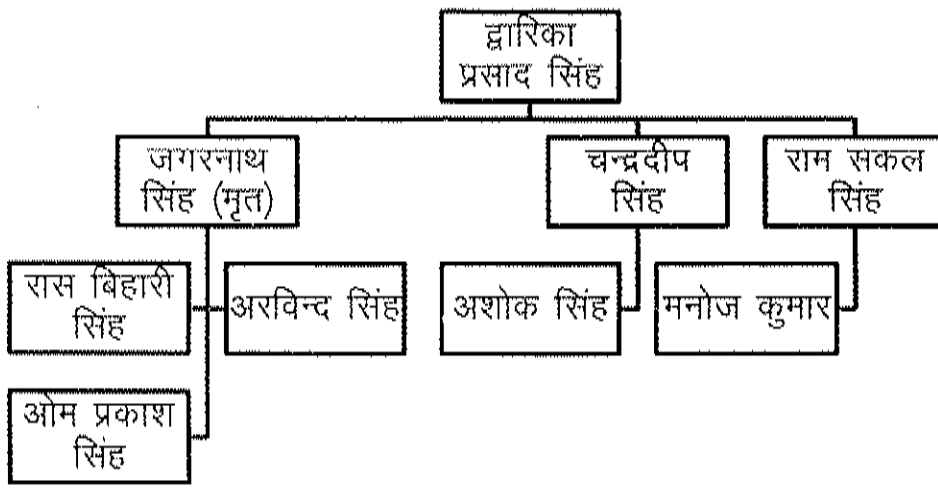 द्वारिका
प्रसाद सिंह
जगरनाथ
सिंह (मृत)
चन्द्रदीप
सिंह
राम सकल
सिंह
रास बिहारी
सिंह
अरविन्द सिंह
अशोक सिंह
मनोज कुमार
ओम प्रकाश
सिंह